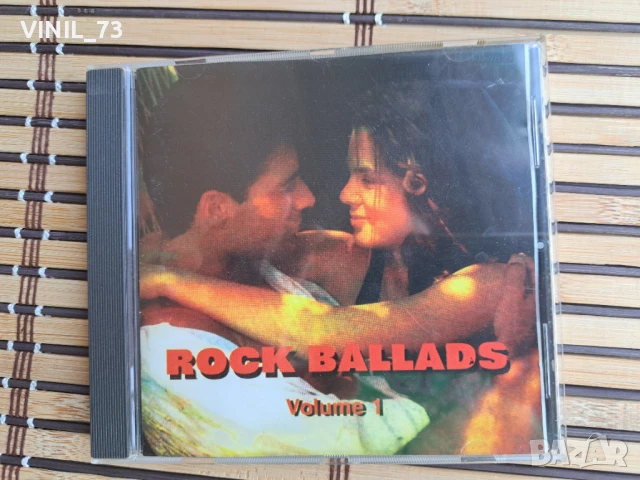 VINIL_73
ROCK BALLADS
Volume 1
BAZAR